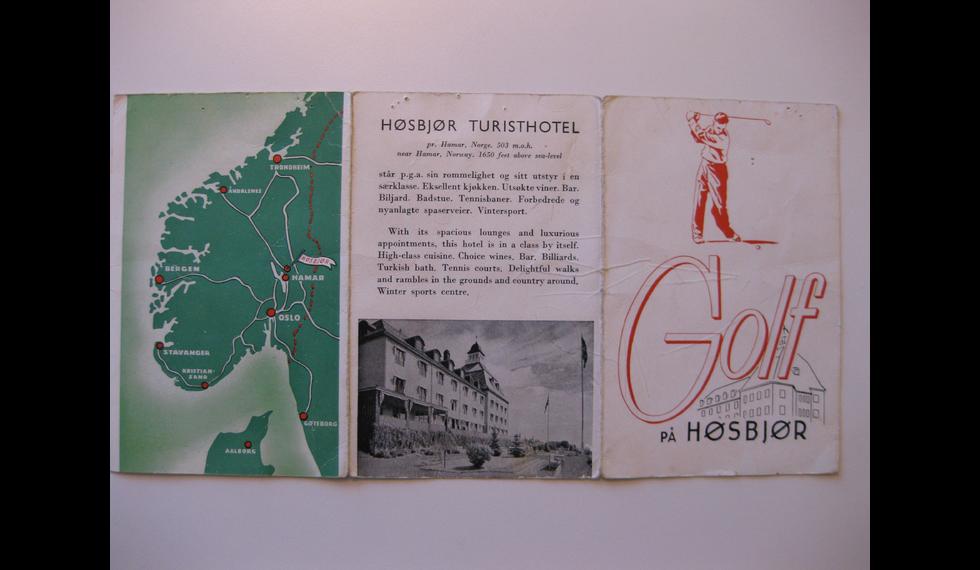 TRONDHEIM
ÅNDALSNES
HØSBJØR
BERGEN
HAMAR
OSLO
STAVANGER
KRISTIAN-
SAND
GÖTEBORG
AALBORG
HØSBJØR TURISTHOTEL
pr. Hamar, Norge. 503 m.o.h.
near Hamar, Norway. 1650 feet above sea-level
står p.g.a. sin rommelighet og sitt utstyr i en
særklasse. Eksellent kjøkken. Utsøkte viner. Bar.
Biljard. Badstue. Tennisbaner. Forbedrede og
nyanlagte spaserveier. Vintersport.
With its spacious lounges and luxurious
appointments, this hotel is in a class by itself.
High-class cuisine. Choice wines. Bar. Billiards.
Turkish bath. Tennis courts. Delightful walks
and rambles in the grounds and country around.
Winter sports centre.
Golf
PÅ HØSBJØR